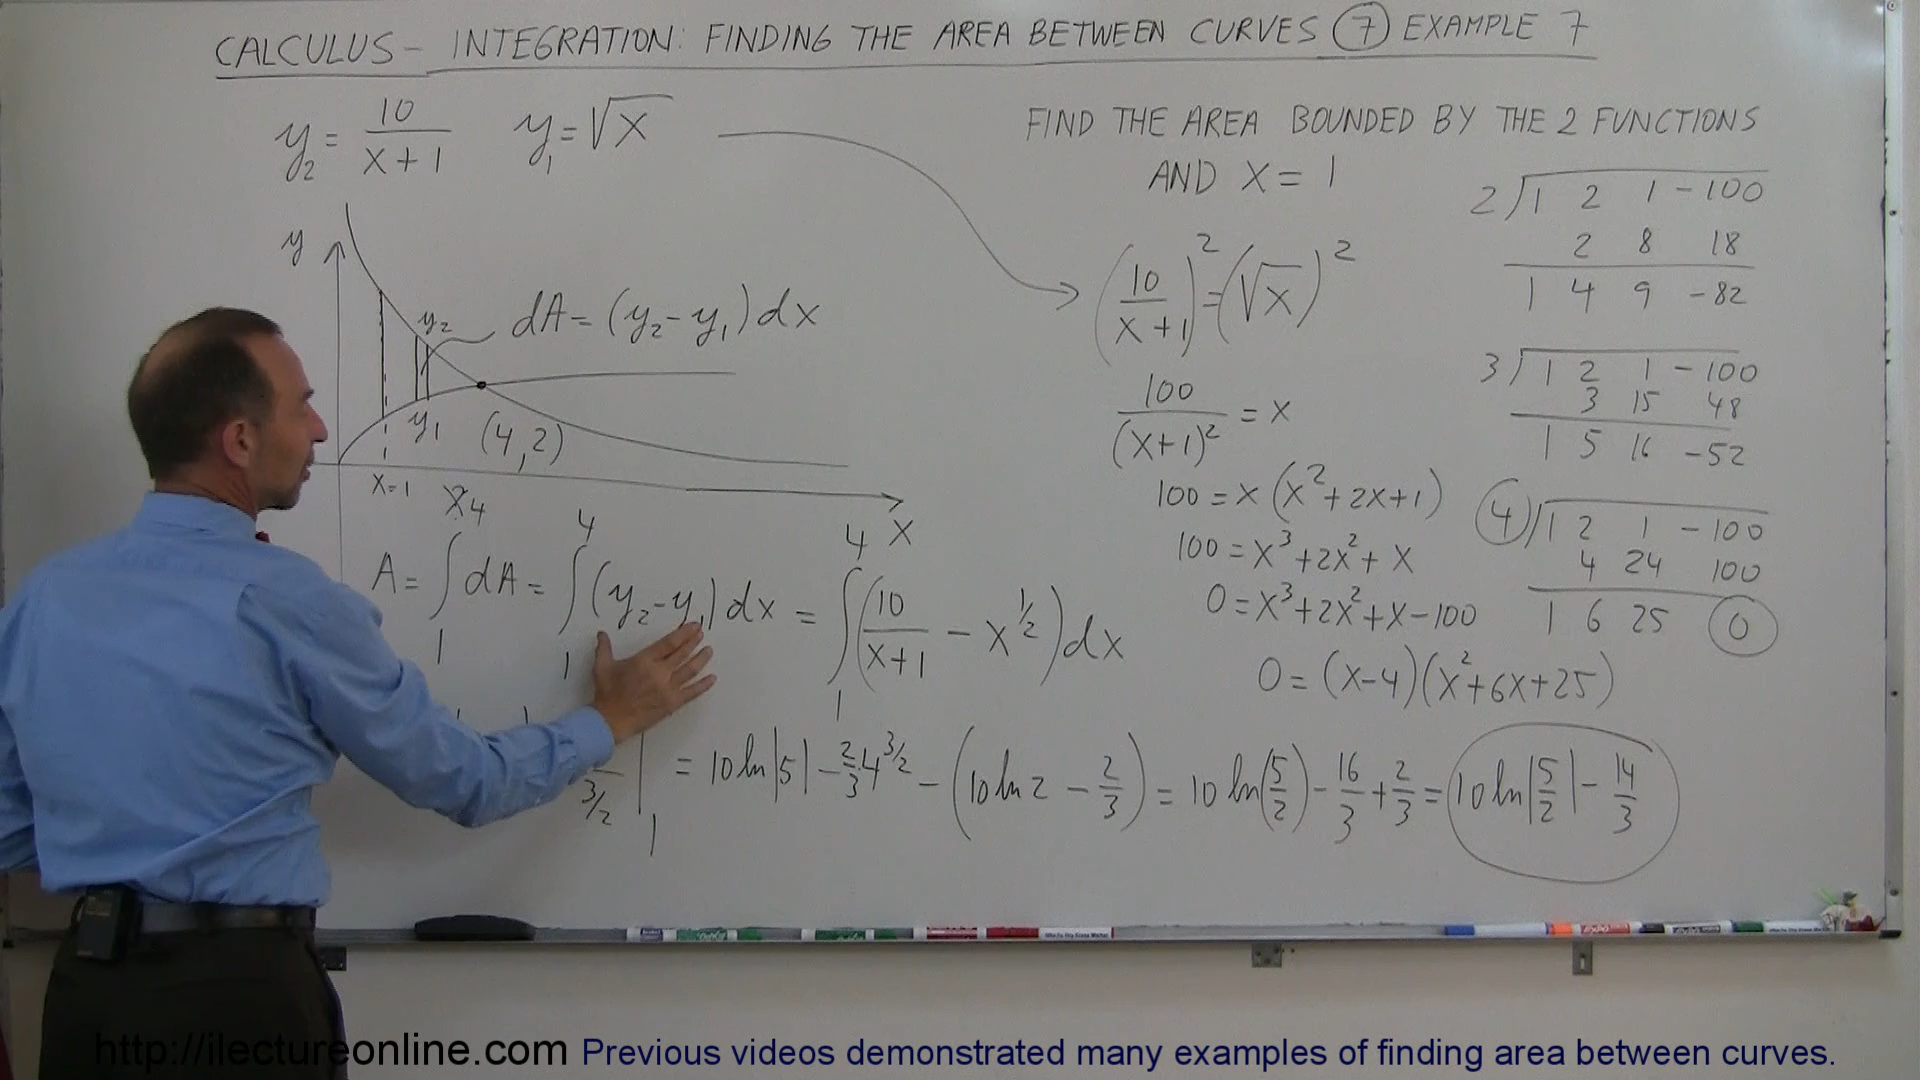 CALCULUS - INTEGRATION: FINDING THE AREA BETWEEN CURVES ⑦ EXAMPLE 7
y₂ = 10/(x+1)   y₁ = √x
FIND THE AREA BOUNDED BY THE 2 FUNCTIONS
AND X = 1
y
y₂
dA = (y₂ - y₁) dx
y₁
(4,2)
x=1
x
A = ∫₁^x4 dA = ∫₁⁴ (y₂ - y₁) dx = ∫₁⁴ (10/(x+1) - x^(1/2)) dx
3/2 |₁ = 10 ln|5| - 2/3·4^(3/2) - (10 ln 2 - 2/3) = 10 ln(5/2) - 16/3 + 2/3 = 10 ln|5/2| - 14/3
(10/(x+1))² = (√x)²
100/(x+1)² = x
100 = x(x²+2x+1)
100 = x³+2x²+x
0 = x³+2x²+x-100
0 = (x-4)(x²+6x+25)
2) 1 2 1 -100
2 8 18
1 4 9 -82
3) 1 2 1 -100
3 15 48
1 5 16 -52
4) 1 2 1 -100
4 24 100
1 6 25 0
http://ilectureonline.com Previous videos demonstrated many examples of finding area between curves.